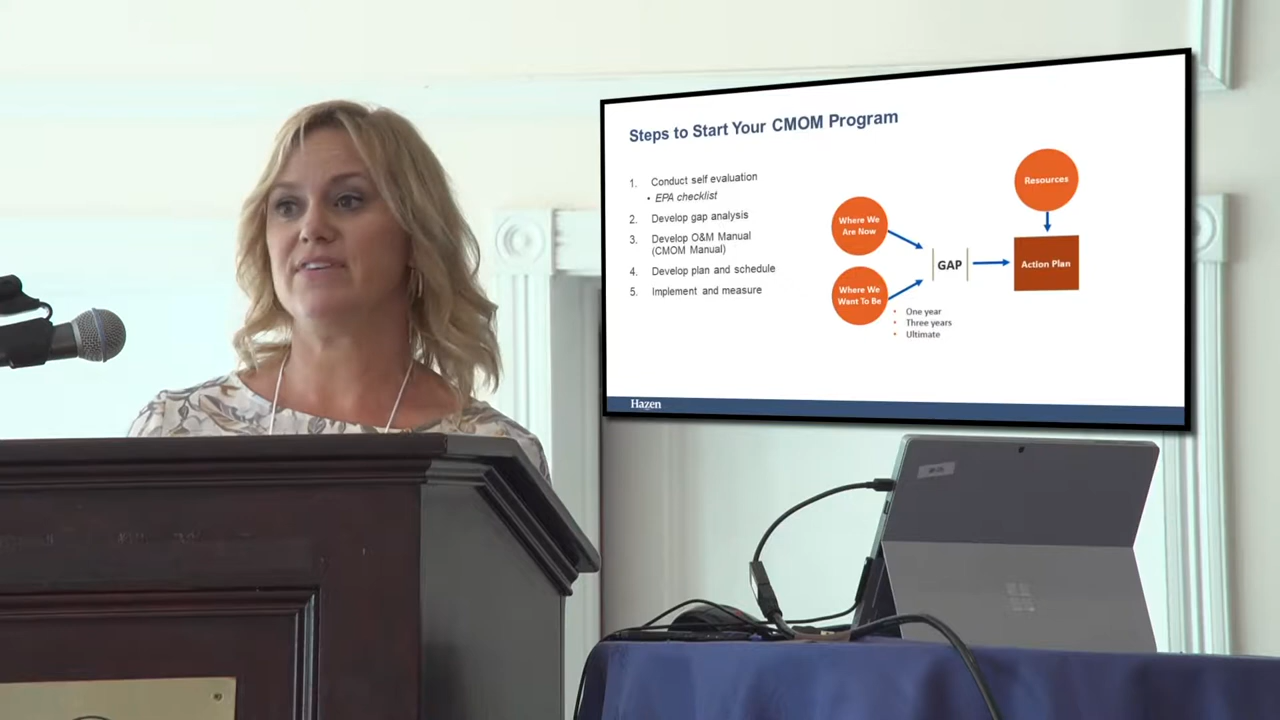 Steps to Start Your CMOM Program
1. Conduct self evaluation
• EPA checklist
2. Develop gap analysis
3. Develop O&M Manual
(CMOM Manual)
4. Develop plan and schedule
5. Implement and measure
Resources
Where We
Are Now
GAP
Action Plan
Where We
Want To Be
• One year
• Three years
• Ultimate
Hazen